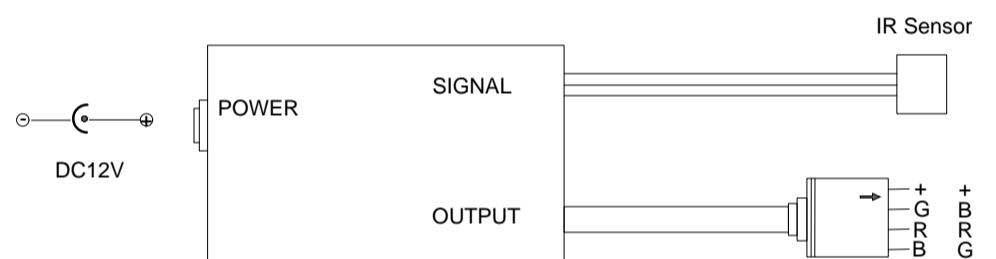 IR Sensor
SIGNAL
POWER
DC12V
OUTPUT
+ +
G B
R R
B G